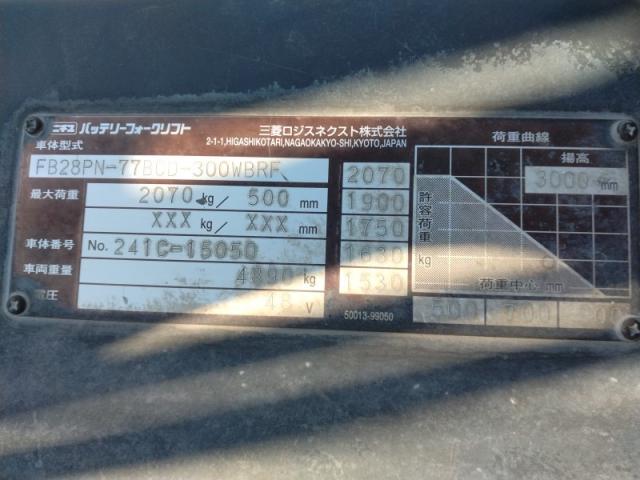 ニチユ バッテリーフォークリフト
三菱ロジスネクスト株式会社
2-1-1,HIGASHIKOTARI,NAGAOKAKYO-SHI,KYOTO,JAPAN
車体型式
FB28PN-77BCD-300WBRF
最大荷重 2070 kg/ 500 mm
XXX kg/ XXX mm
車体番号 No. 241C-15050
車両重量 4890 kg
圧 48 V
2070
1900
1750
1630
1530
50013-99050
荷重曲線
揚高
3000 mm
許容荷重
kg
荷重中心 mm
500 700